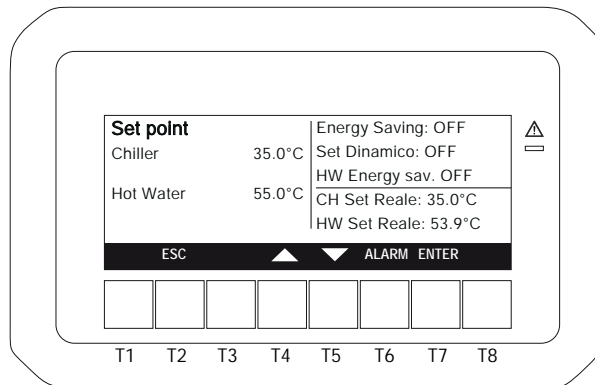 Set point
Chiller 35.0°C
Hot Water 55.0°C
Energy Saving: OFF
Set Dinamico: OFF
HW Energy sav. OFF
CH Set Reale: 35.0°C
HW Set Reale: 53.9°C
ESC ALARM ENTER
T1 T2 T3 T4 T5 T6 T7 T8